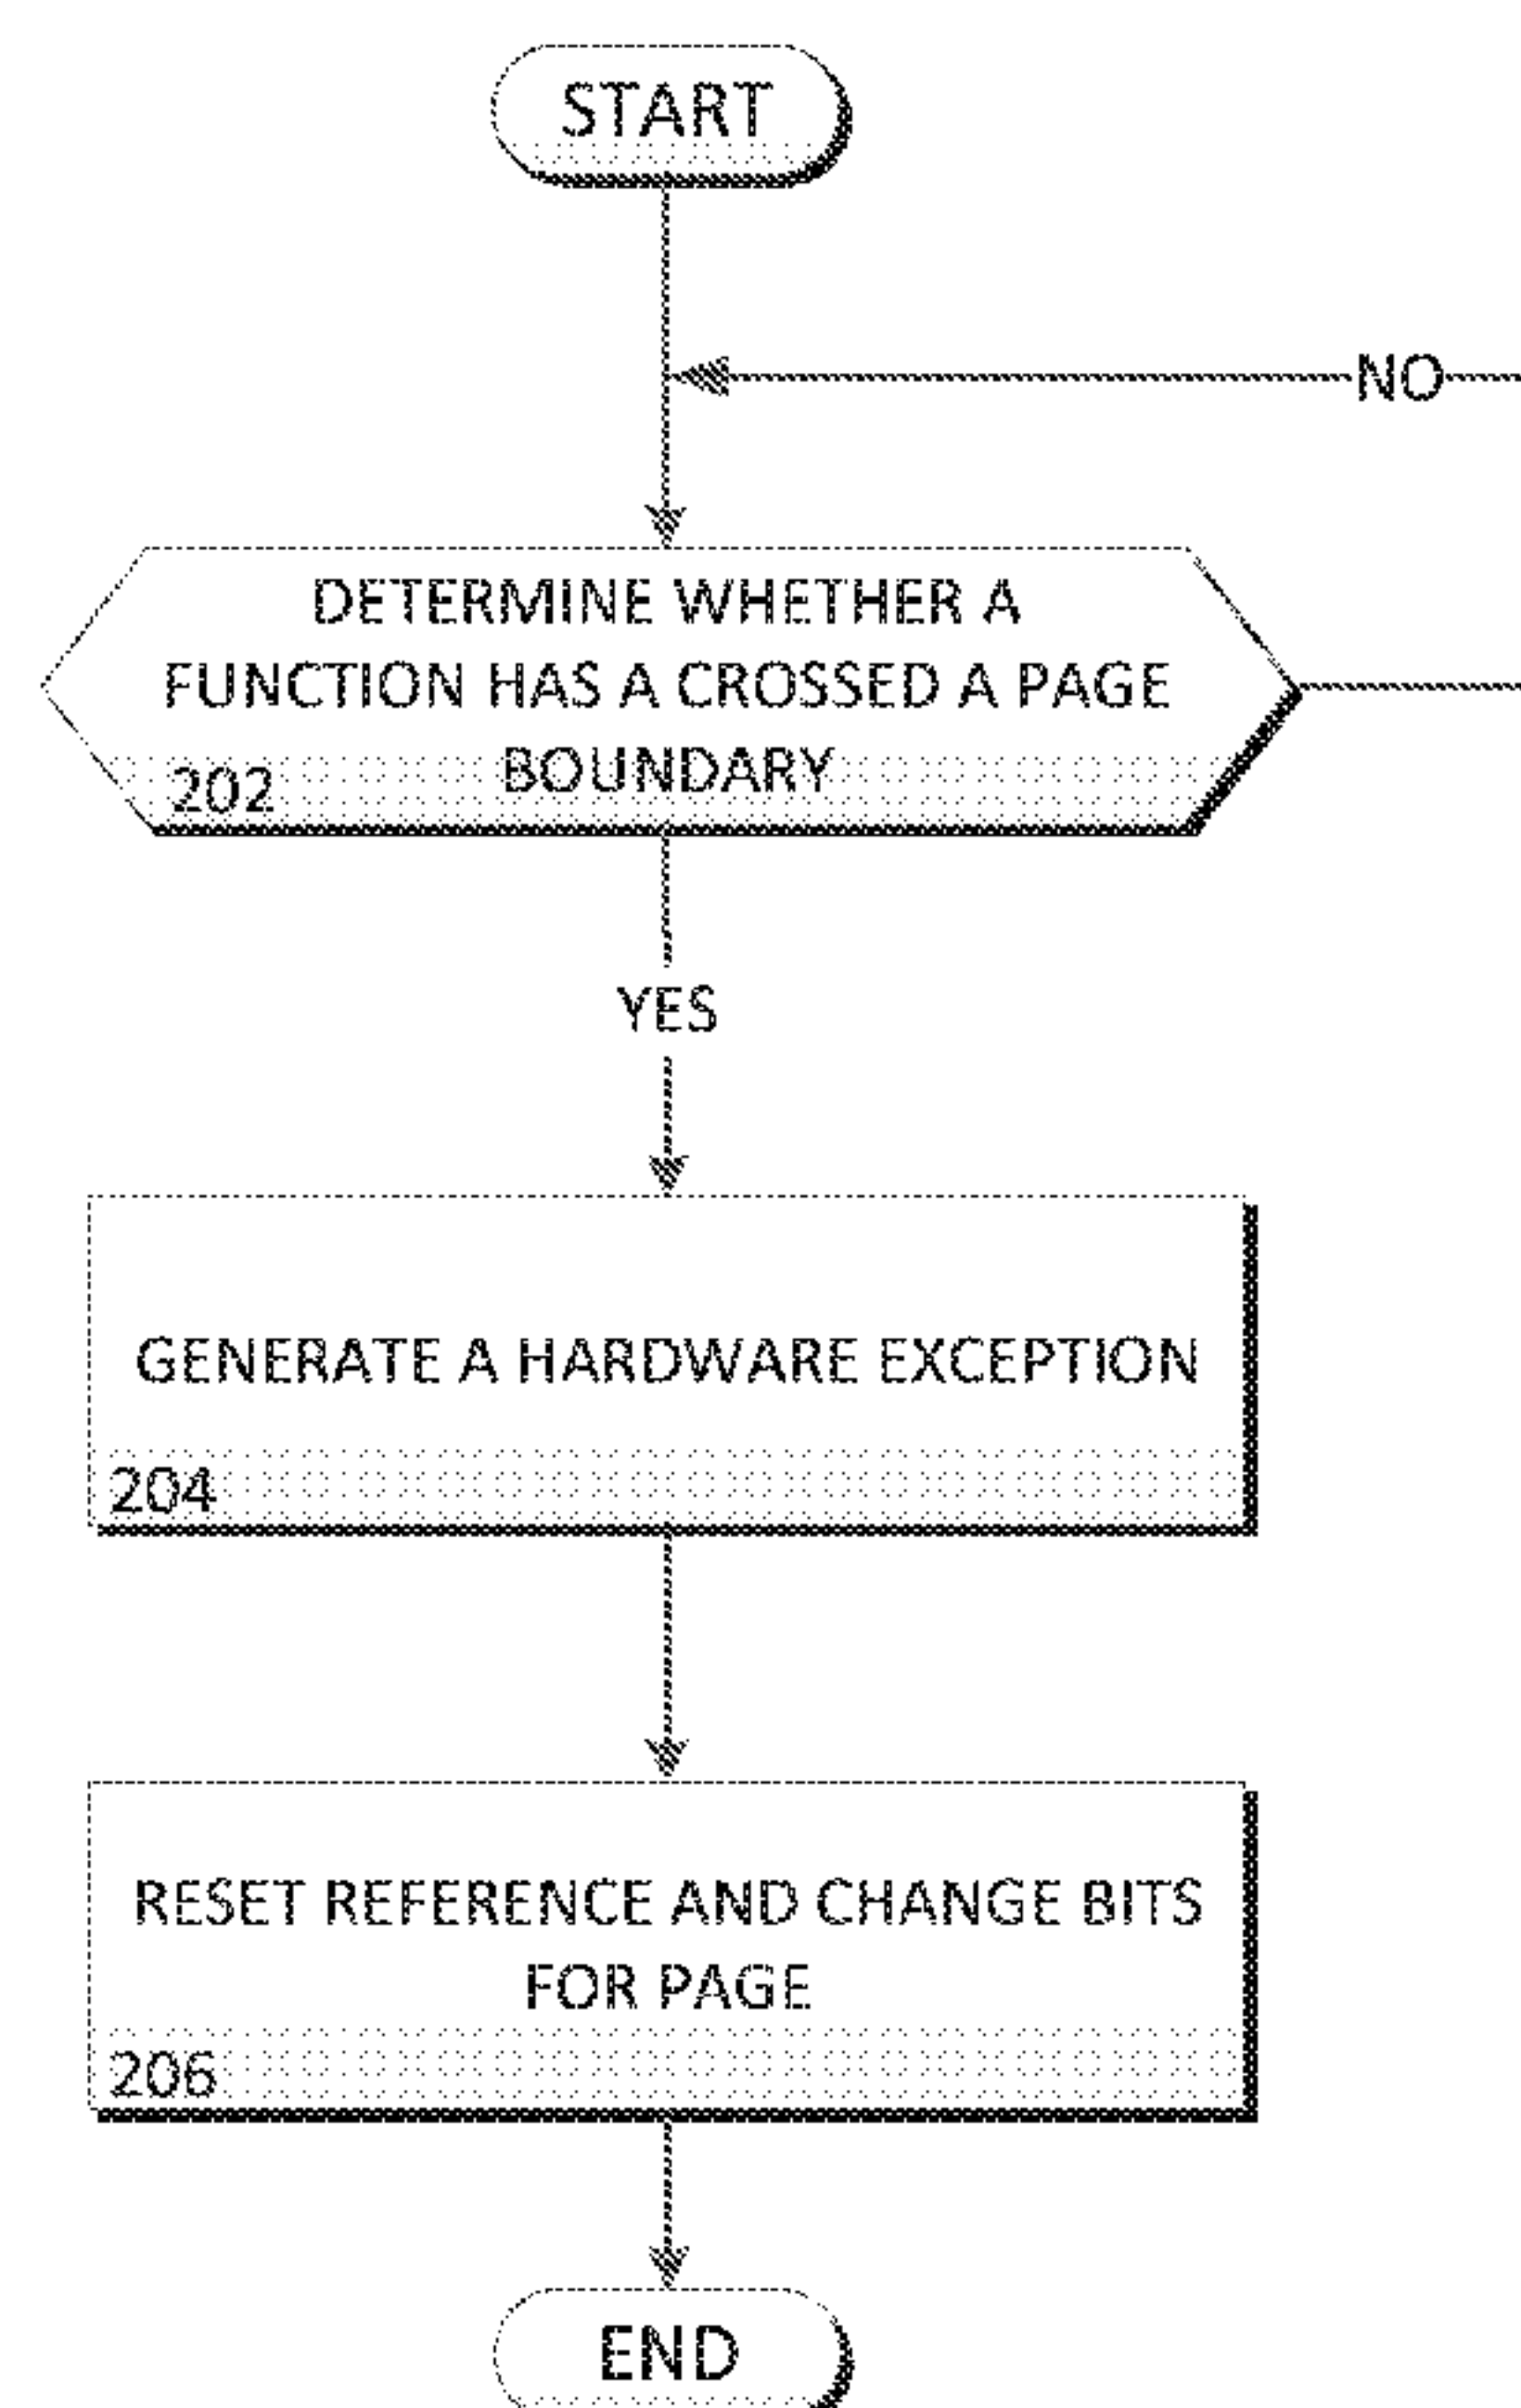 START
NO
DETERMINE WHETHER A
FUNCTION HAS A CROSSED A PAGE
BOUNDARY
202
YES
GENERATE A HARDWARE EXCEPTION
204
RESET REFERENCE AND CHANGE BITS
FOR PAGE
206
END